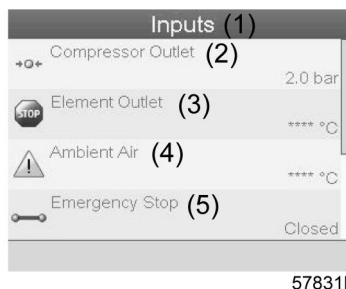 Inputs (1)
Compressor Outlet (2)
2.0 bar
Element Outlet (3)
STOP
**** °C
Ambient Air (4)
**** °C
Emergency Stop (5)
Closed